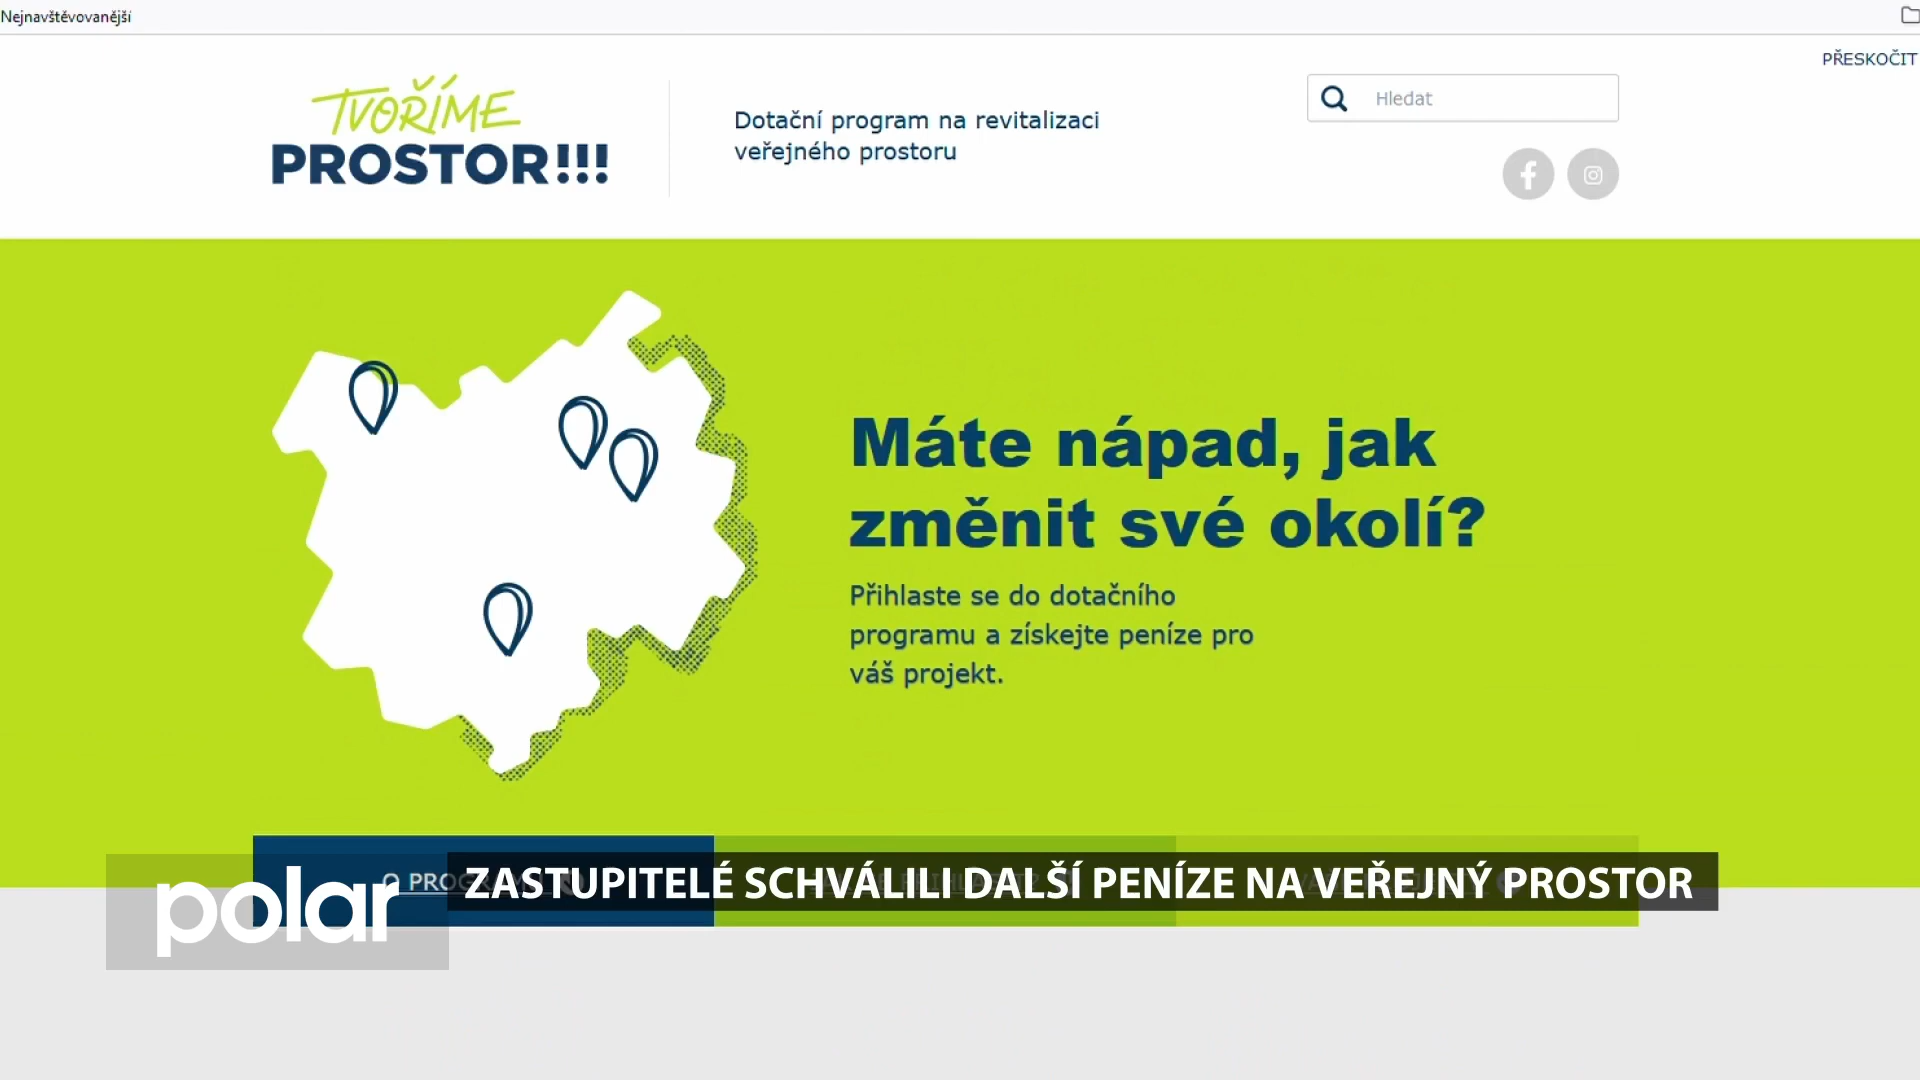 Nejnavštěvovanější
PŘESKOČIT
TVOŘÍME
PROSTOR!!!
Dotační program na revitalizaci
veřejného prostoru
Hledat
Máte nápad, jak
změnit své okolí?
Přihlaste se do dotačního
programu a získejte peníze pro
váš projekt.
polar
ZASTUPITELÉ SCHVÁLILI DALŠÍ PENÍZE NA VEŘEJNÝ PROSTOR